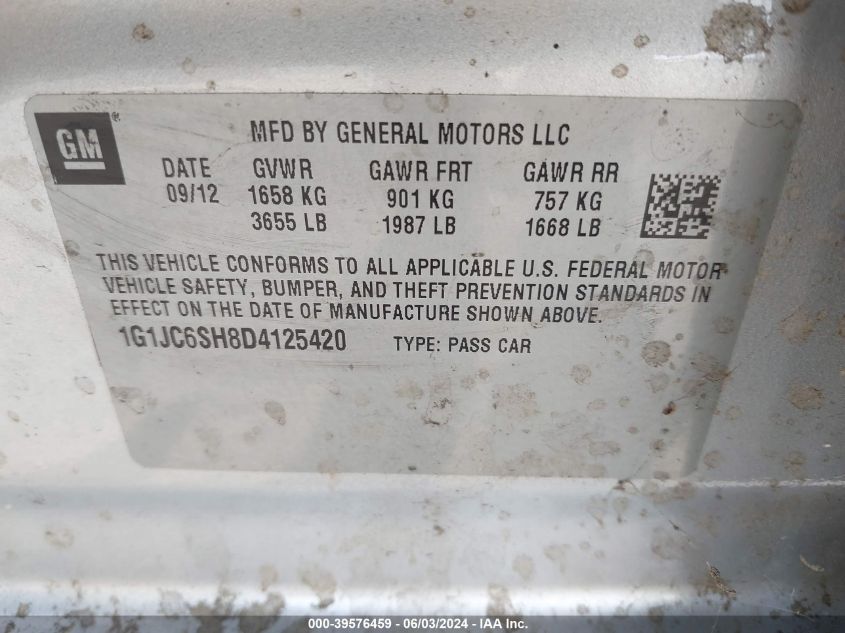 GM
MFD BY GENERAL MOTORS LLC
DATE GVWR GAWR FRT GAWR RR
09/12 1658 KG 901 KG 757 KG
3655 LB 1987 LB 1668 LB
THIS VEHICLE CONFORMS TO ALL APPLICABLE U.S. FEDERAL MOTOR
VEHICLE SAFETY, BUMPER, AND THEFT PREVENTION STANDARDS IN
EFFECT ON THE DATE OF MANUFACTURE SHOWN ABOVE.
1G1JC6SH8D4125420 TYPE: PASS CAR
000-39576459 - 06/03/2024 - IAA Inc.